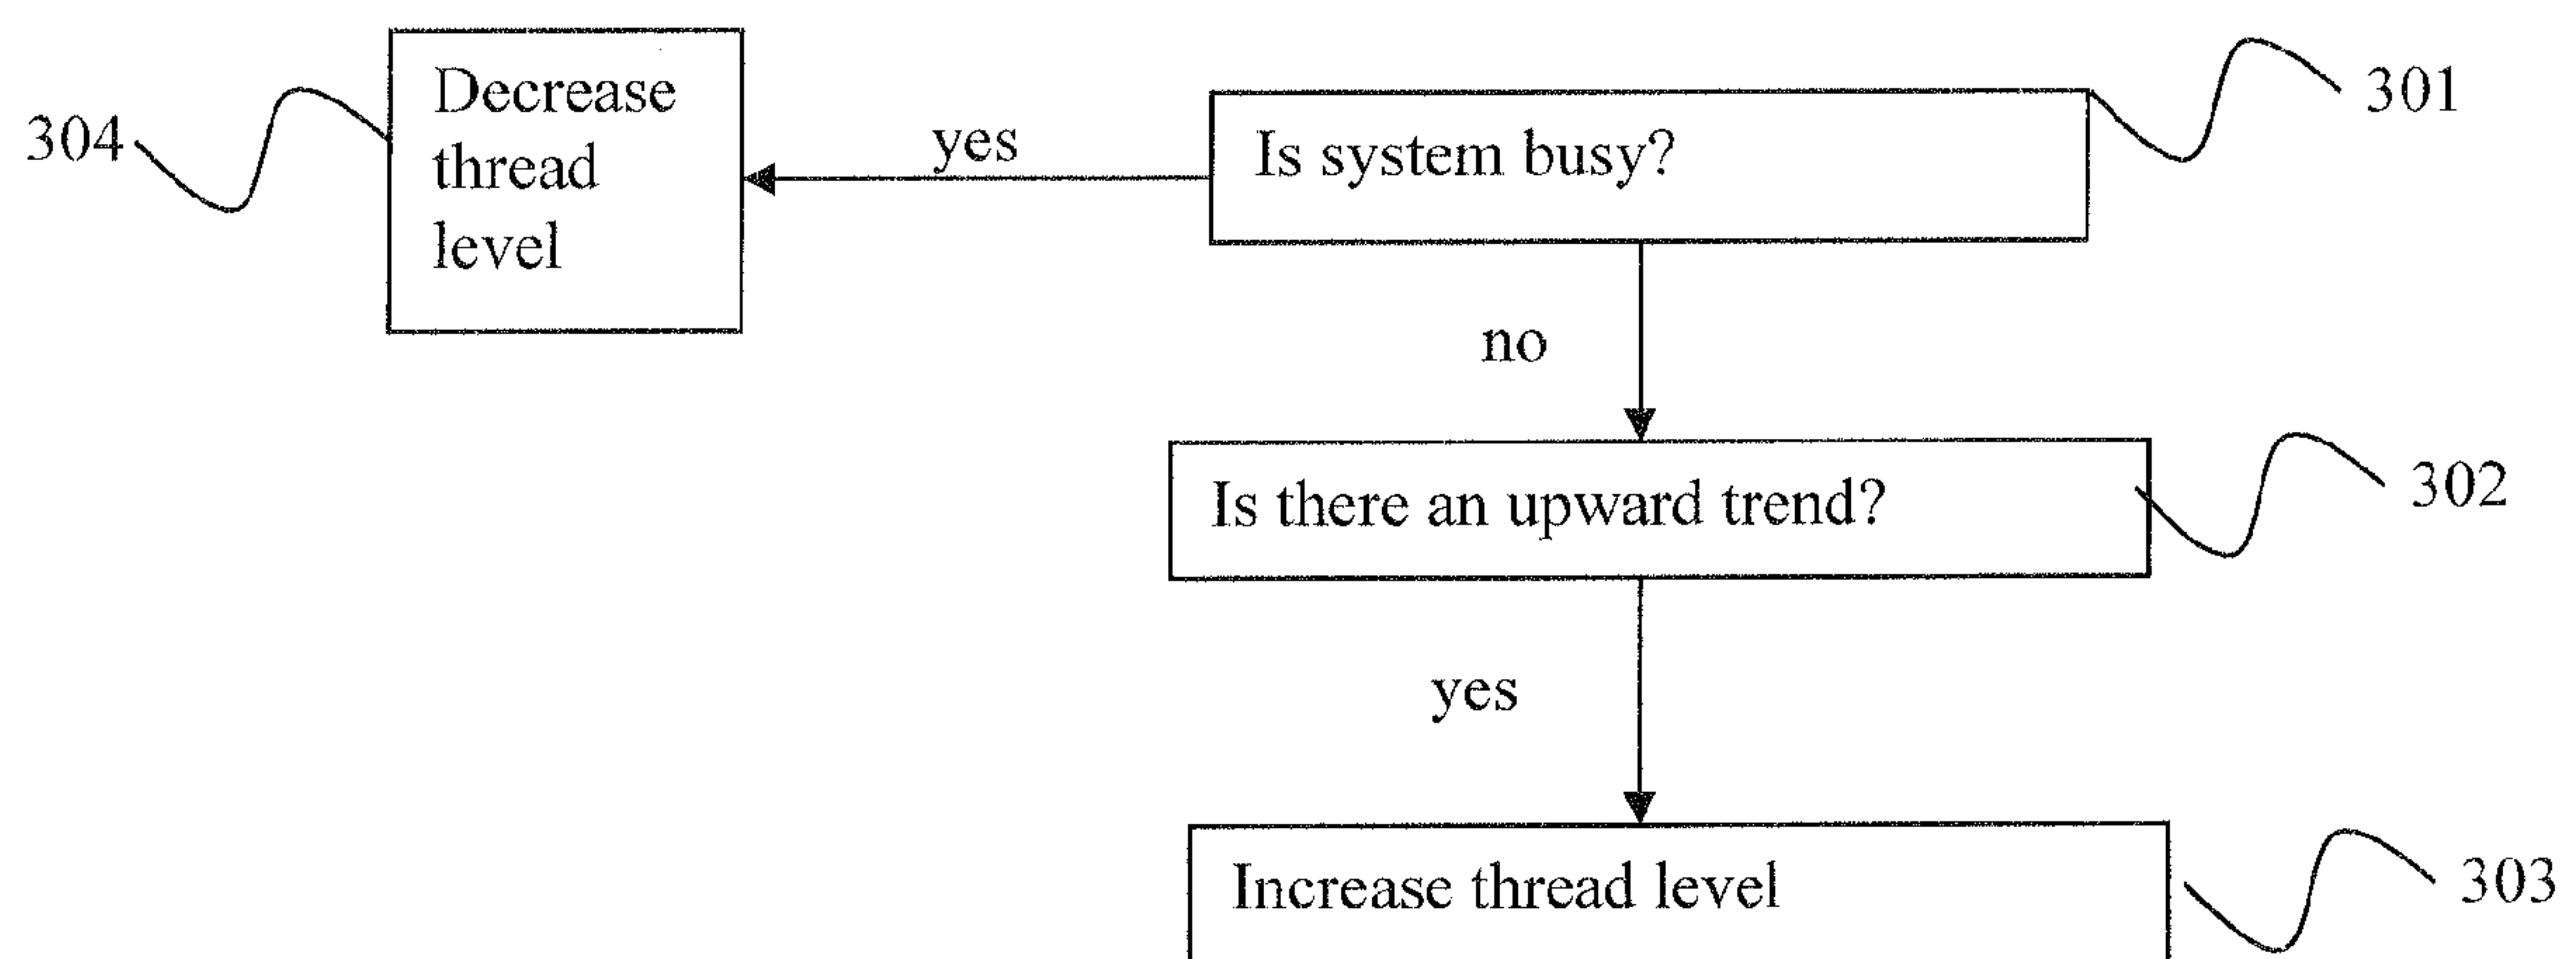 301
Is system busy?
yes
304
Decrease
thread
level
no
302
Is there an upward trend?
yes
303
Increase thread level